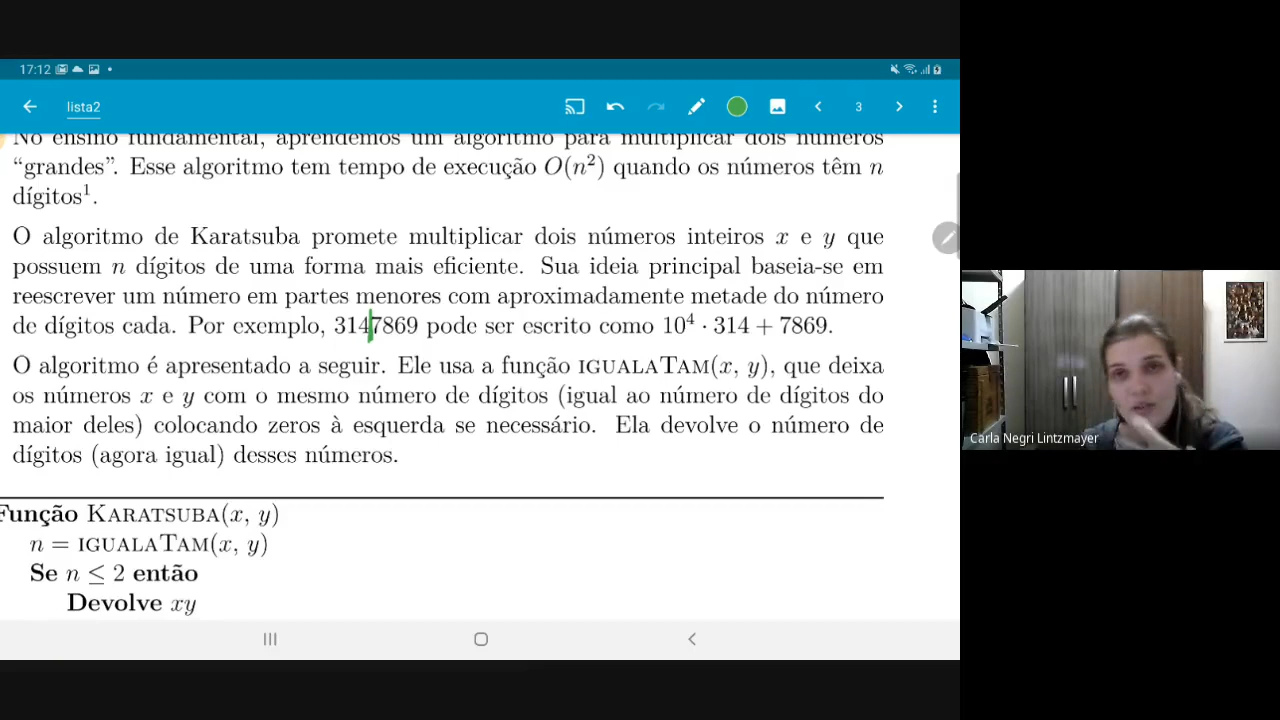 17:12
lista2
3
No ensino fundamental, aprendemos um algoritmo para multiplicar dois números
“grandes”. Esse algoritmo tem tempo de execução O(n²) quando os números têm n
dígitos¹.
O algoritmo de Karatsuba promete multiplicar dois números inteiros x e y que
possuem n dígitos de uma forma mais eficiente. Sua ideia principal baseia-se em
reescrever um número em partes menores com aproximadamente metade do número
de dígitos cada. Por exemplo, 3147869 pode ser escrito como 10⁴ · 314 + 7869.
O algoritmo é apresentado a seguir. Ele usa a função IGUALATAM(x, y), que deixa
os números x e y com o mesmo número de dígitos (igual ao número de dígitos do
maior deles) colocando zeros à esquerda se necessário. Ela devolve o número de
dígitos (agora igual) desses números.
Função KARATSUBA(x, y)
n = IGUALATAM(x, y)
Se n ≤ 2 então
Devolve xy
Carla Negri Lintzmayer